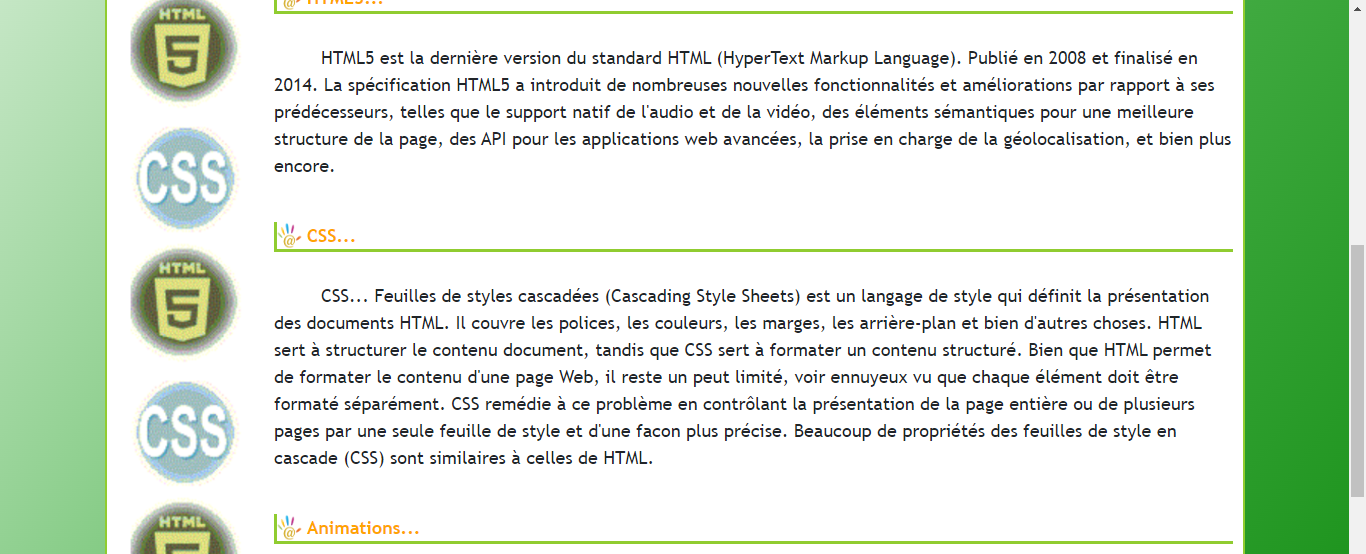 HTML5...
HTML
5
HTML5 est la dernière version du standard HTML (HyperText Markup Language). Publié en 2008 et finalisé en
2014. La spécification HTML5 a introduit de nombreuses nouvelles fonctionnalités et améliorations par rapport à ses
prédécesseurs, telles que le support natif de l'audio et de la vidéo, des éléments sémantiques pour une meilleure
structure de la page, des API pour les applications web avancées, la prise en charge de la géolocalisation, et bien plus
encore.
CSS
CSS...
HTML
5
CSS... Feuilles de styles cascadées (Cascading Style Sheets) est un langage de style qui définit la présentation
des documents HTML. Il couvre les polices, les couleurs, les marges, les arrière-plan et bien d'autres choses. HTML
sert à structurer le contenu document, tandis que CSS sert à formater un contenu structuré. Bien que HTML permet
de formater le contenu d'une page Web, il reste un peut limité, voir ennuyeux vu que chaque élément doit être
formaté séparément. CSS remédie à ce problème en contrôlant la présentation de la page entière ou de plusieurs
pages par une seule feuille de style et d'une facon plus précise. Beaucoup de propriétés des feuilles de style en
cascade (CSS) sont similaires à celles de HTML.
CSS
HTML
5
Animations...